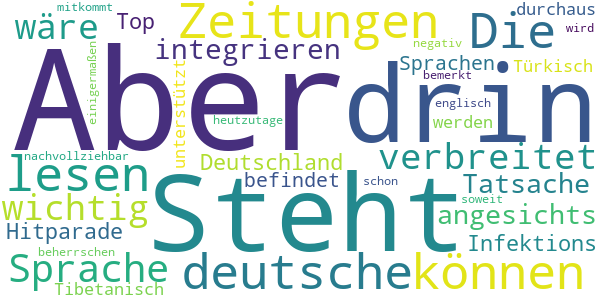 mitkommt
wäre
Top
Zeitungen
Die
durchaus
wird
einigermaßen
integrieren
unterstützt
negativ
Sprachen
Türkisch
bemerkt
Aber
drin
englisch
heutzutage
werden
nachvollziehbar
lesen
Deutschland
verbreitet
befindet
schon
Tatsache
wichtig
Steht
soweit
angesichts
Hitparade
Infektions
beherrschen
Sprache
deutsche
können
Tibetanisch